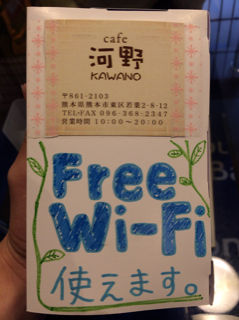 cafe
河野
KAWANO
〒861-2103
熊本県熊本市東区若葉2-8-12
TEL・FAX 096-368-2347
営業時間 10:00~20:00
Free
Wi-Fi
使えます。